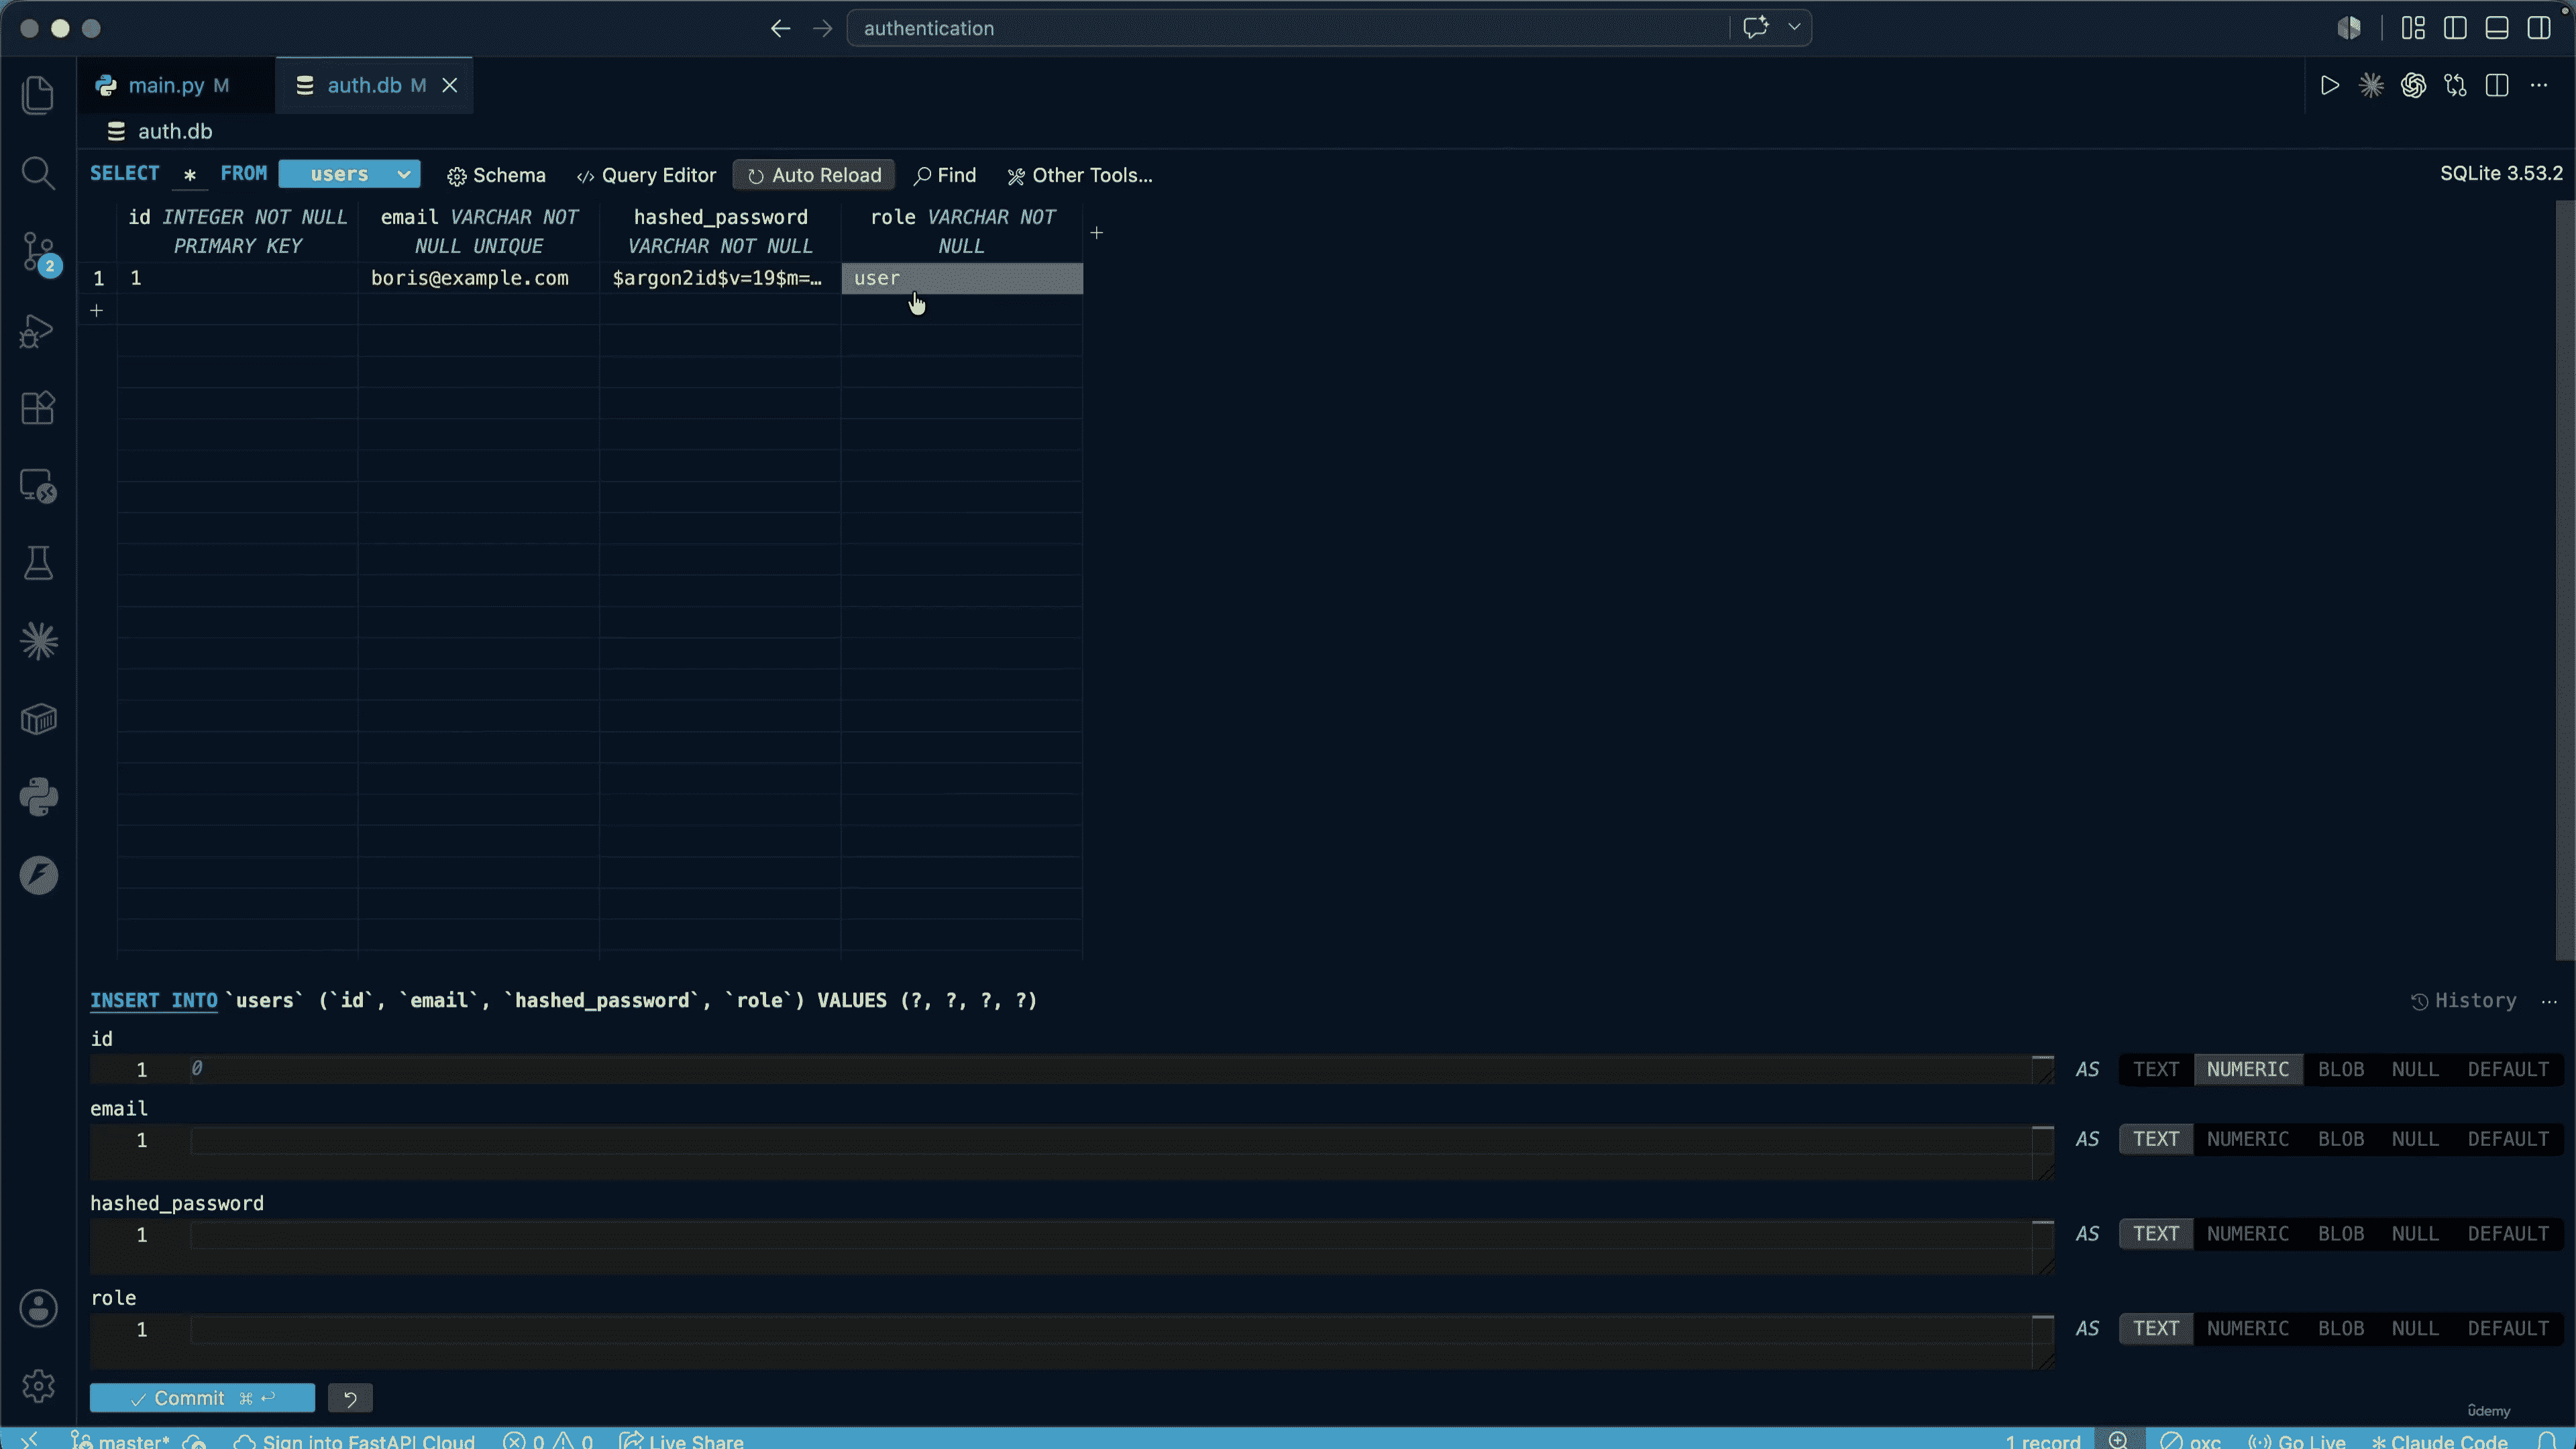 authentication
main.py M
auth.db M
auth.db
SELECT * FROM users Schema Query Editor Auto Reload Find Other Tools... SQLite 3.53.2
id INTEGER NOT NULL PRIMARY KEY
email VARCHAR NOT NULL UNIQUE
hashed_password VARCHAR NOT NULL
role VARCHAR NOT NULL
+
1 1 boris@example.com $argon2id$v=19$m=… user
+
2
INSERT INTO `users` (`id`, `email`, `hashed_password`, `role`) VALUES (?, ?, ?, ?) History ...
id
1 0 AS TEXT NUMERIC BLOB NULL DEFAULT
email
1 AS TEXT NUMERIC BLOB NULL DEFAULT
hashed_password
1 AS TEXT NUMERIC BLOB NULL DEFAULT
role
1 AS TEXT NUMERIC BLOB NULL DEFAULT
Commit ⌘ ↩
ûdemy
master* Sign into FastAPI Cloud 0 0 Live Share 1 record oxc Go Live Claude Code